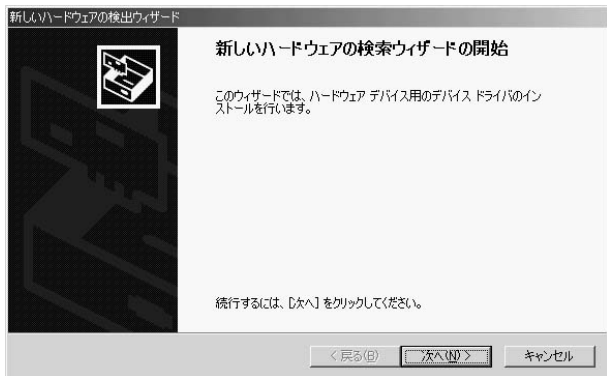 新しいハードウェアの検出ウィザード
新しいハードウェアの検索ウィザードの開始
このウィザードでは、ハードウェア デバイス用のデバイス ドライバのイン
ストールを行います。
続行するには、[次へ] をクリックしてください。
< 戻る(B)
次へ(N) >
キャンセル